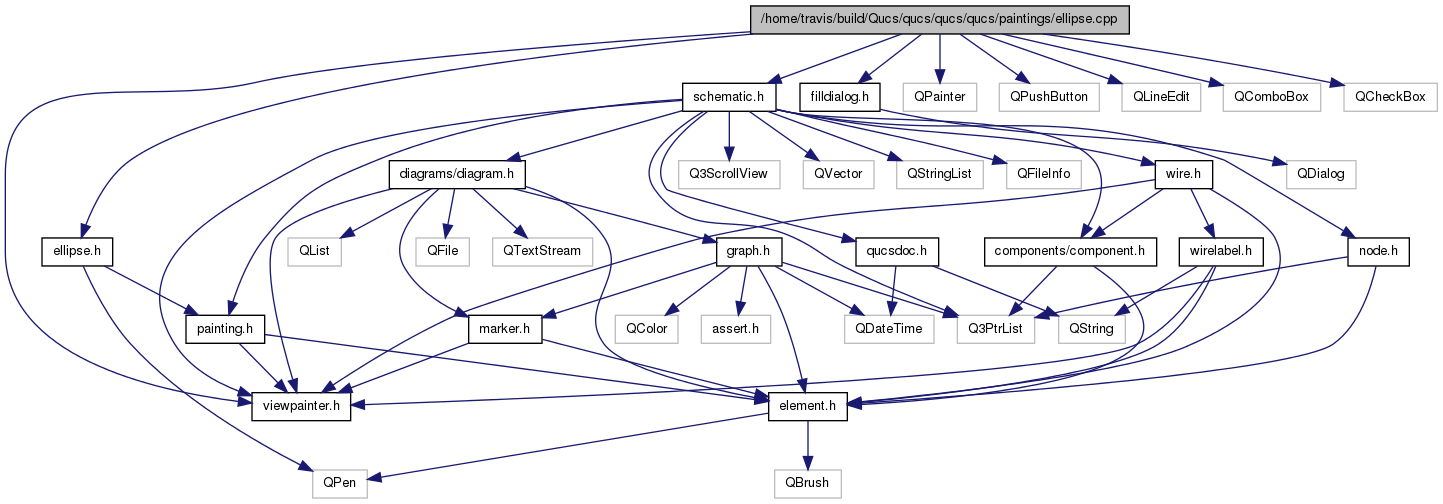 /home/travis/build/Qucs/qucs/qucs/qucs/paintings/ellipse.cpp
schematic.h
filldialog.h
QPainter
QPushButton
QLineEdit
QComboBox
QCheckBox
diagrams/diagram.h
Q3ScrollView
QVector
QStringList
QFileInfo
wire.h
QDialog
ellipse.h
QList
QFile
QTextStream
graph.h
qucsdoc.h
components/component.h
wirelabel.h
node.h
painting.h
marker.h
QColor
assert.h
QDateTime
Q3PtrList
QString
viewpainter.h
element.h
QPen
QBrush